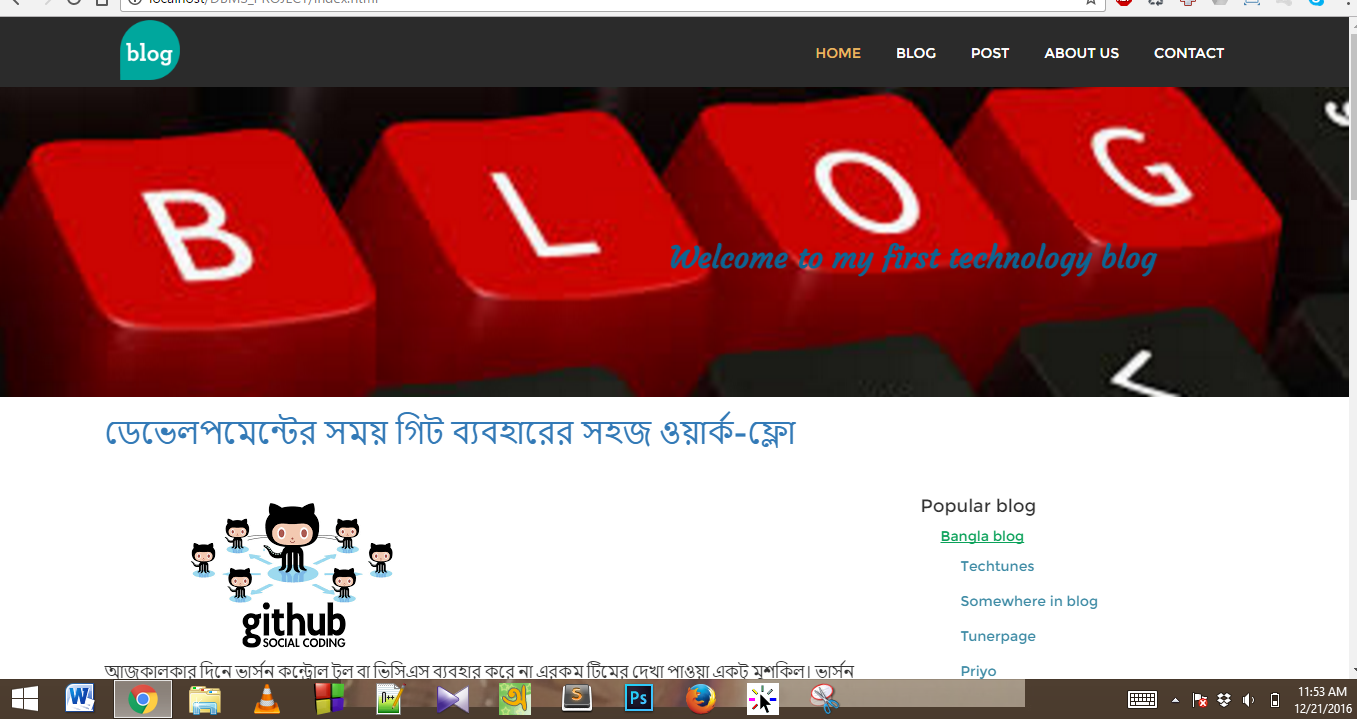 localhost/DBMS_PROJECT/index.html
blog
HOME BLOG POST ABOUT US CONTACT
B L O G
Welcome to my first technology blog
ডেভেলপমেন্টের সময় গিট ব্যবহারের সহজ ওয়ার্ক-ফ্লো
github
SOCIAL CODING
আজকালকার দিনে ভার্সন কন্ট্রোল টুল বা ভিসিএস ব্যবহার করে না এরকম টিমের দেখা পাওয়া একটু মুশকিল। ভার্সন
Popular blog
Bangla blog
Techtunes
Somewhere in blog
Tunerpage
Priyo
11:53 AM
12/21/2016